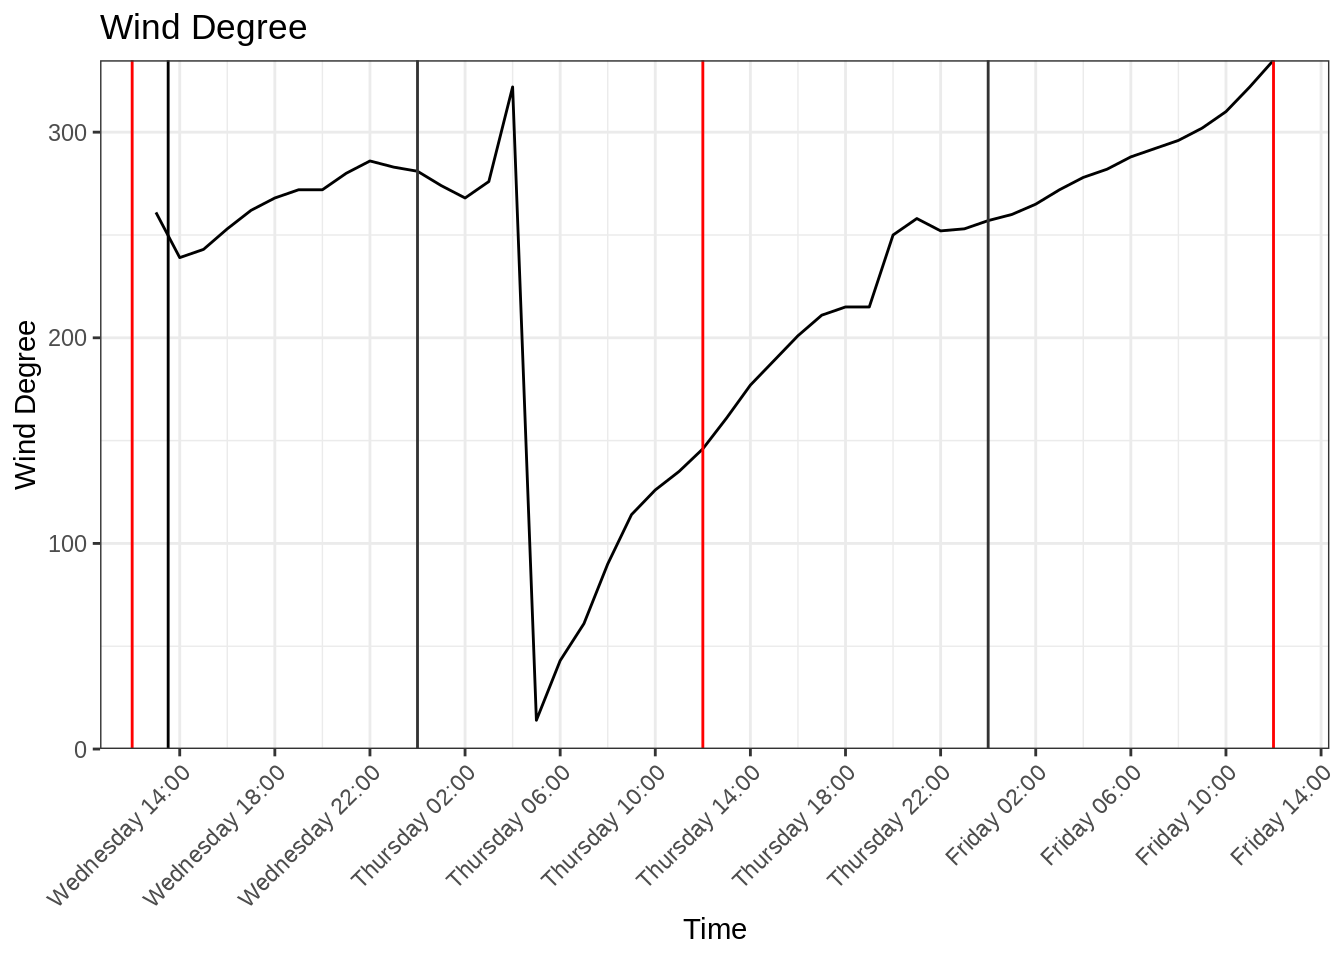 Wind Degree
Wind Degree
300
200
100
0
Wednesday 14:00
Wednesday 18:00
Wednesday 22:00
Thursday 02:00
Thursday 06:00
Thursday 10:00
Thursday 14:00
Thursday 18:00
Thursday 22:00
Friday 02:00
Friday 06:00
Friday 10:00
Friday 14:00
Time